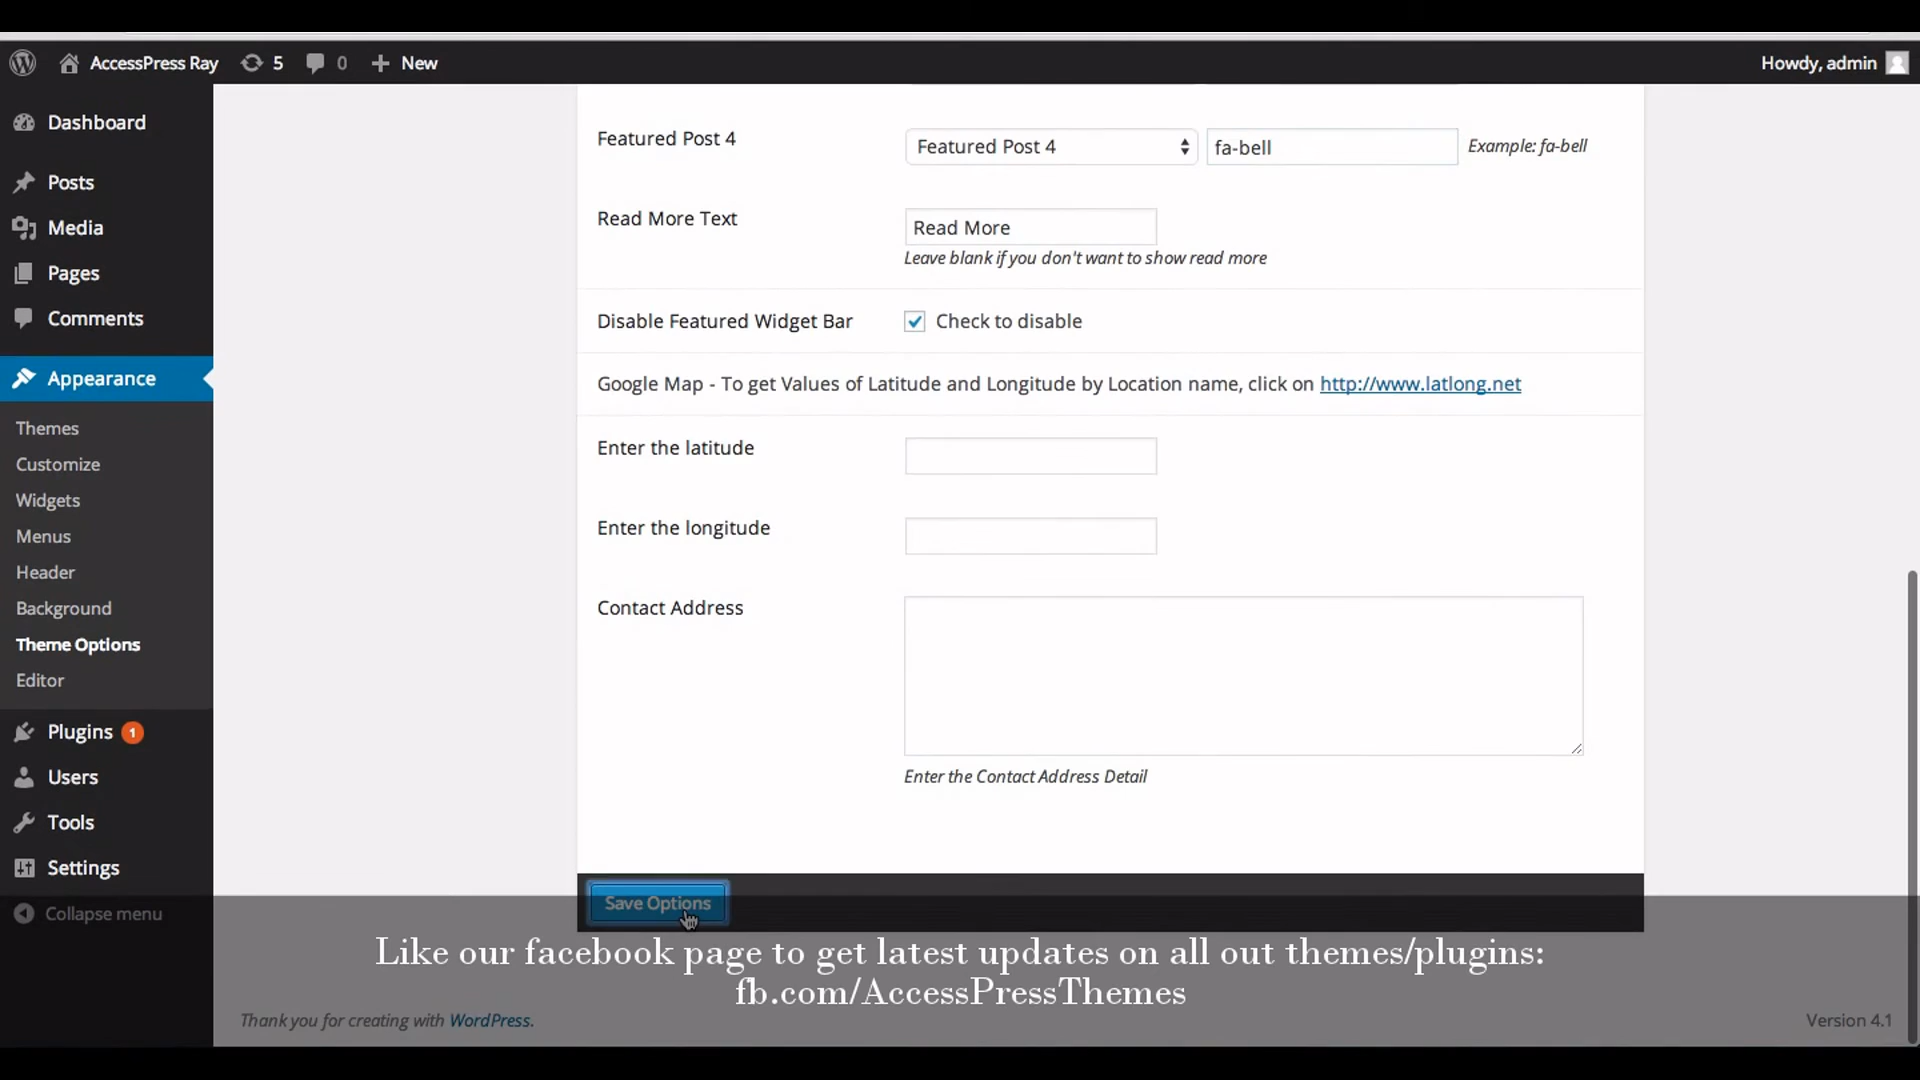 AccessPress Ray 5 0 New Howdy, admin
Dashboard
Posts
Media
Pages
Comments
Appearance
Themes
Customize
Widgets
Menus
Header
Background
Theme Options
Editor
Plugins 1
Users
Tools
Settings
Collapse menu
Featured Post 4 Featured Post 4 fa-bell Example: fa-bell
Read More Text Read More
Leave blank if you don't want to show read more
Disable Featured Widget Bar Check to disable
Google Map - To get Values of Latitude and Longitude by Location name, click on http://www.latlong.net
Enter the latitude
Enter the longitude
Contact Address
Enter the Contact Address Detail
Save Options
Like our facebook page to get latest updates on all out themes/plugins:
fb.com/AccessPressThemes
Thank you for creating with WordPress. Version 4.1